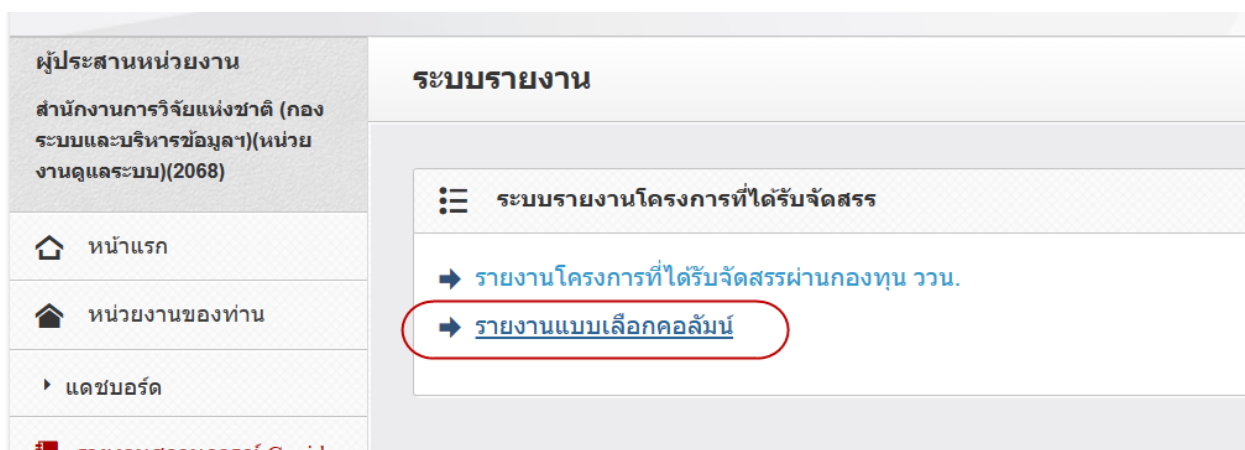 ผู้ประสานหน่วยงาน
สำนักงานการวิจัยแห่งชาติ (กอง
ระบบและบริหารข้อมูลฯ)(หน่วย
งานดูแลระบบ)(2068)
หน้าแรก
หน่วยงานของท่าน
แดชบอร์ด
ระบบรายงาน
ระบบรายงานโครงการที่ได้รับจัดสรร
รายงานโครงการที่ได้รับจัดสรรผ่านกองทุน ววน.
รายงานแบบเลือกคอลัมน์